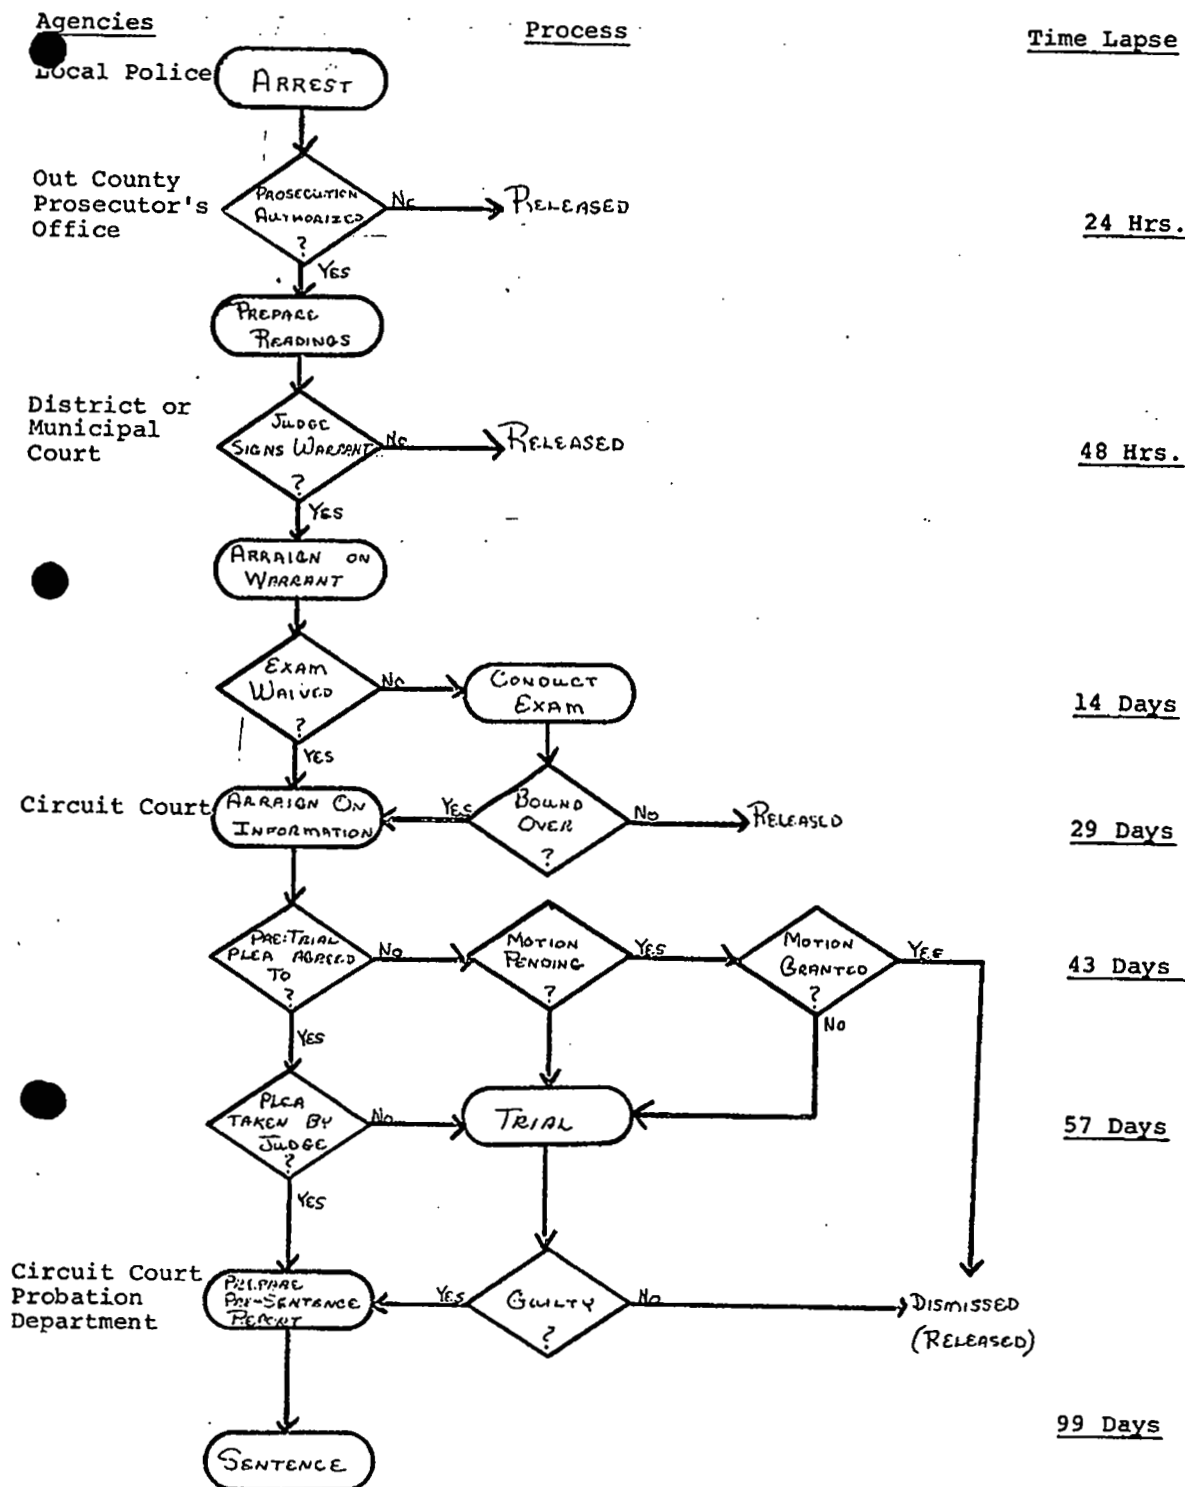 Agencies
Process
Time Lapse
Local Police
ARREST
Out County
Prosecutor's
Office
PROSECUTION
AUTHORIZED
?
No
RELEASED
24 Hrs.
YES
PREPARE
READINGS
District or
Municipal
Court
JUDGE
SIGNS WARRANT
?
No
RELEASED
48 Hrs.
YES
ARRAIGN ON
WARRANT
EXAM
WAIVED
?
No
CONDUCT
EXAM
14 Days
YES
Circuit Court
ARRAIGN ON
INFORMATION
YES
BOUND
OVER
?
No
RELEASED
29 Days
PRE-TRIAL
PLEA AGREED
TO
?
No
MOTION
PENDING
?
YES
MOTION
GRANTED
?
YES
43 Days
No
YES
PLEA
TAKEN BY
JUDGE
?
No
TRIAL
57 Days
YES
Circuit Court
Probation
Department
PREPARE
PRE-SENTENCE
REPORT
YES
GUILTY
?
No
DISMISSED
(RELEASED)
99 Days
SENTENCE